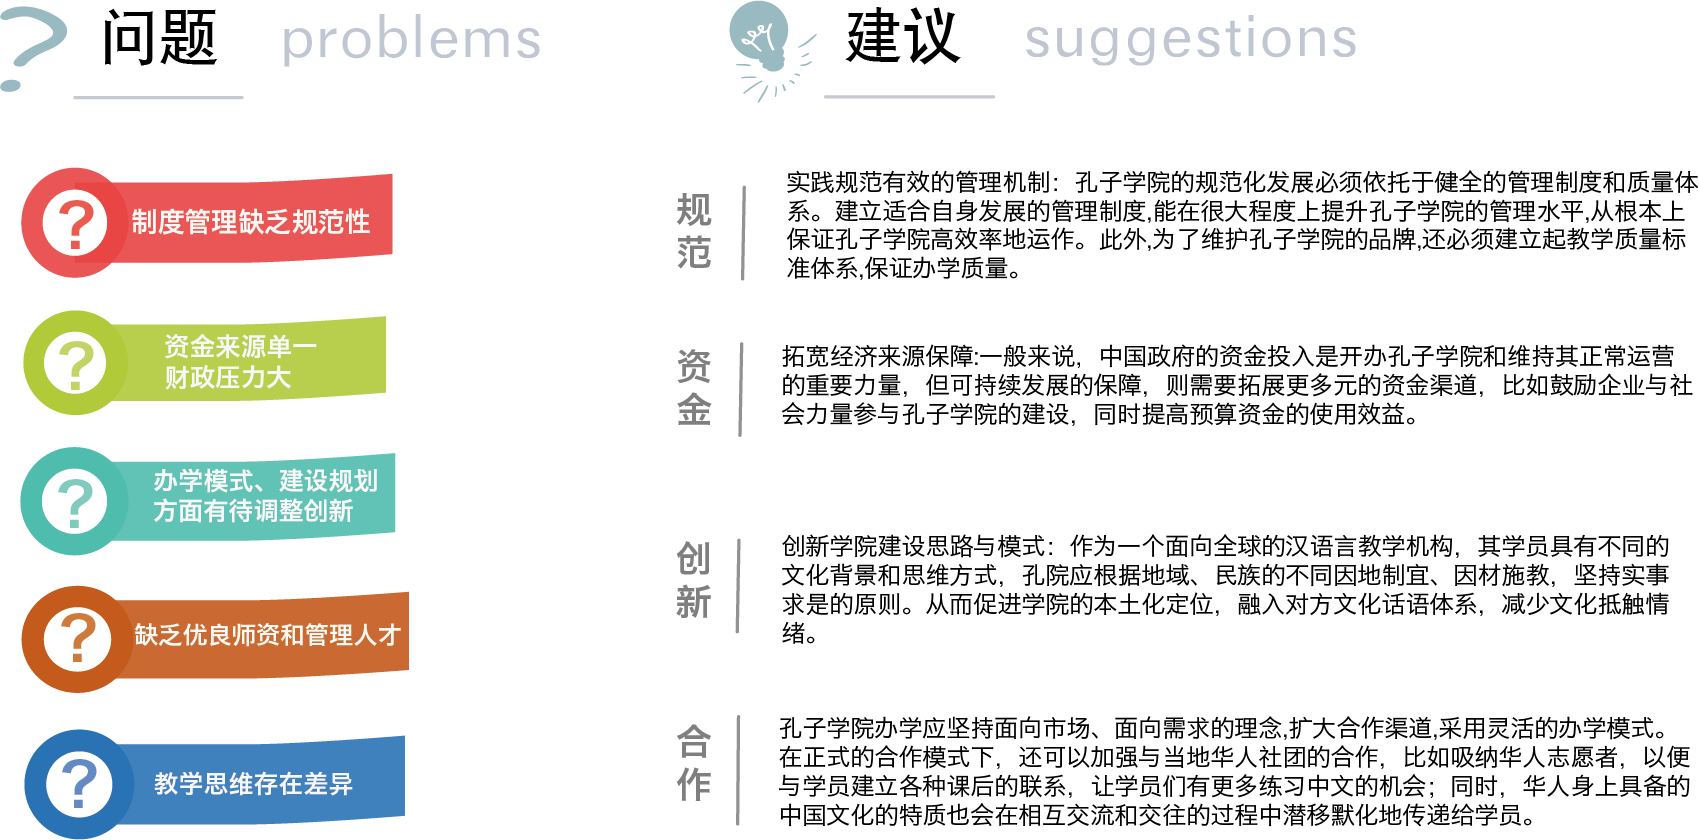 问题 problems
制度管理缺乏规范性
资金来源单一
财政压力大
办学模式、建设规划
方面有待调整创新
缺乏优良师资和管理人才
教学思维存在差异
建议 suggestions
规范
实践规范有效的管理机制：孔子学院的规范化发展必须依托于健全的管理制度和质量体
系。建立适合自身发展的管理制度,能在很大程度上提升孔子学院的管理水平,从根本上
保证孔子学院高效率地运作。此外,为了维护孔子学院的品牌,还必须建立起教学质量标
准体系,保证办学质量。
资金
拓宽经济来源保障:一般来说，中国政府的资金投入是开办孔子学院和维持其正常运营
的重要力量，但可持续发展的保障，则需要拓展更多元的资金渠道，比如鼓励企业与社
会力量参与孔子学院的建设，同时提高预算资金的使用效益。
创新
创新学院建设思路与模式：作为一个面向全球的汉语言教学机构，其学员具有不同的
文化背景和思维方式，孔院应根据地域、民族的不同因地制宜、因材施教，坚持实事
求是的原则。从而促进学院的本土化定位，融入对方文化话语体系，减少文化抵触情
绪。
合作
孔子学院办学应坚持面向市场、面向需求的理念,扩大合作渠道,采用灵活的办学模式。
在正式的合作模式下，还可以加强与当地华人社团的合作，比如吸纳华人志愿者，以便
与学员建立各种课后的联系，让学员们有更多练习中文的机会；同时，华人身上具备的
中国文化的特质也会在相互交流和交往的过程中潜移默化地传递给学员。